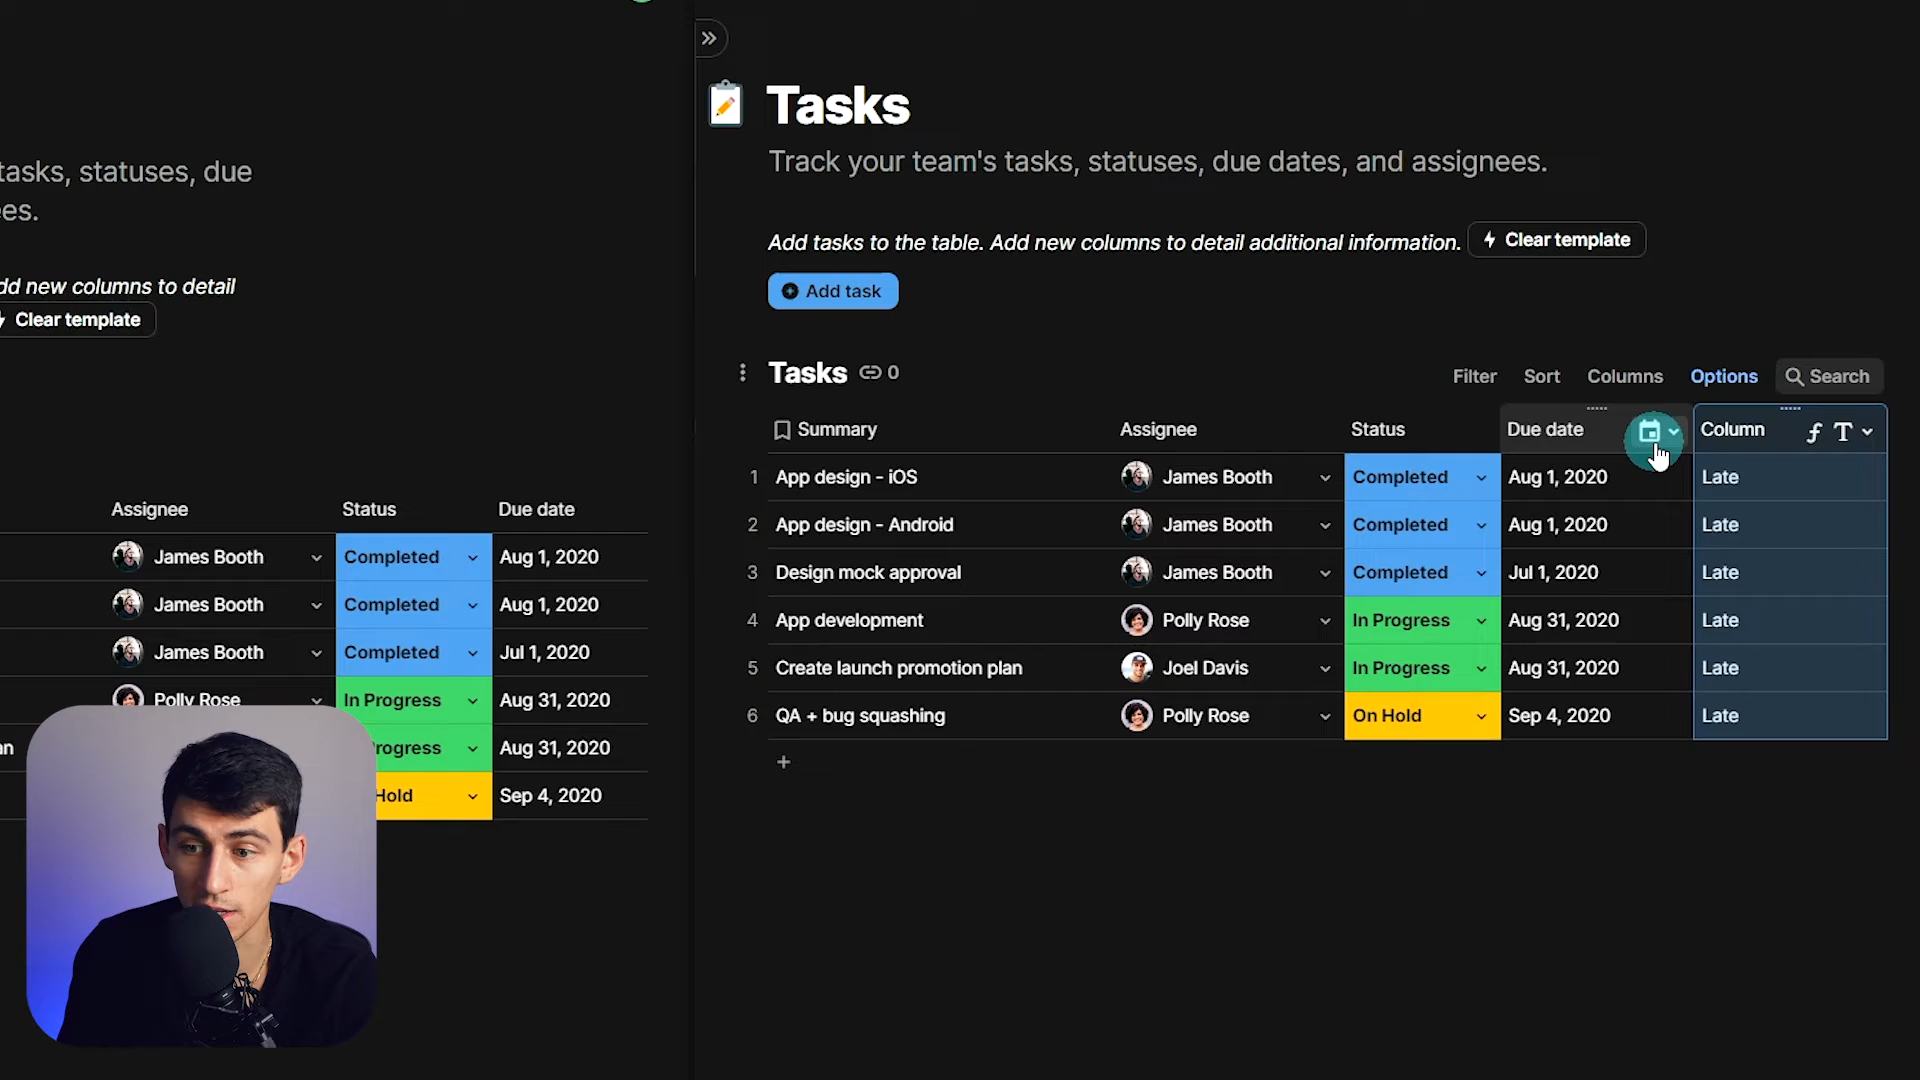 tasks, statuses, due
ees.
dd new columns to detail
Clear template
Assignee Status Due date
James Booth Completed Aug 1, 2020
James Booth Completed Aug 1, 2020
James Booth Completed Jul 1, 2020
Polly Rose In Progress Aug 31, 2020
an rogress Aug 31, 2020
Hold Sep 4, 2020
Tasks
Track your team's tasks, statuses, due dates, and assignees.
Add tasks to the table. Add new columns to detail additional information. Clear template
Add task
Tasks 0
Filter Sort Columns Options Search
Summary Assignee Status Due date Column
1 App design - iOS James Booth Completed Aug 1, 2020 Late
2 App design - Android James Booth Completed Aug 1, 2020 Late
3 Design mock approval James Booth Completed Jul 1, 2020 Late
4 App development Polly Rose In Progress Aug 31, 2020 Late
5 Create launch promotion plan Joel Davis In Progress Aug 31, 2020 Late
6 QA + bug squashing Polly Rose On Hold Sep 4, 2020 Late